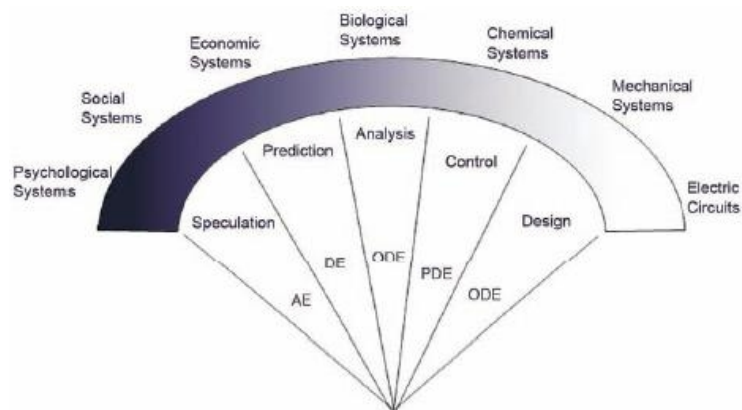 Biological
Systems
Economic
Systems
Chemical
Systems
Social
Systems
Mechanical
Systems
Psychological
Systems
Electric
Circuits
Speculation
Prediction
Analysis
Control
Design
AE
DE
ODE
PDE
ODE